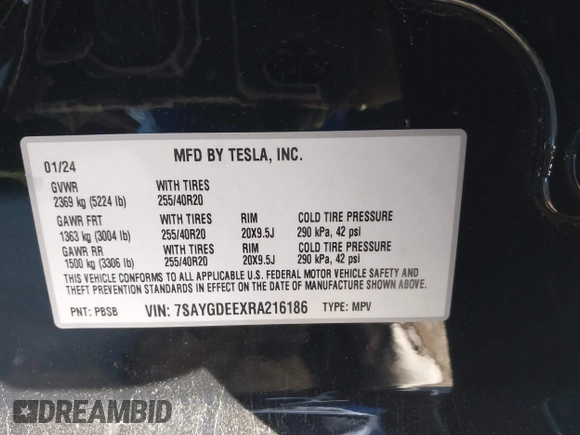 MFD BY TESLA, INC.
01/24
GVWR WITH TIRES
2369 kg (5224 lb) 255/40R20
GAWR FRT WITH TIRES RIM COLD TIRE PRESSURE
1363 kg (3004 lb) 255/40R20 20X9.5J 290 kPa, 42 psi
GAWR RR WITH TIRES RIM COLD TIRE PRESSURE
1500 kg (3306 lb) 255/40R20 20X9.5J 290 kPa, 42 psi
THIS VEHICLE CONFORMS TO ALL APPLICABLE U.S. FEDERAL MOTOR VEHICLE SAFETY AND
THEFT PREVENTION STANDARDS IN EFFECT ON THE DATE OF MANUFACTURE SHOWN ABOVE.
PNT: PBSB VIN: 7SAYGDEEXRA216186 TYPE: MPV
DREAMBID